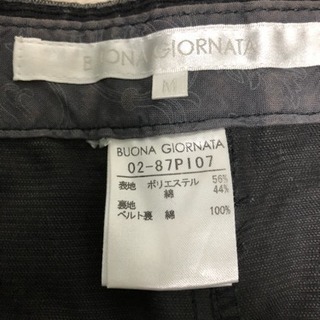 BUONA GIORNATA
M
BUONA GIORNATA
02-87PI07
表地 ポリエステル 56%
綿 44%
裏地
ベルト裏 綿 100%